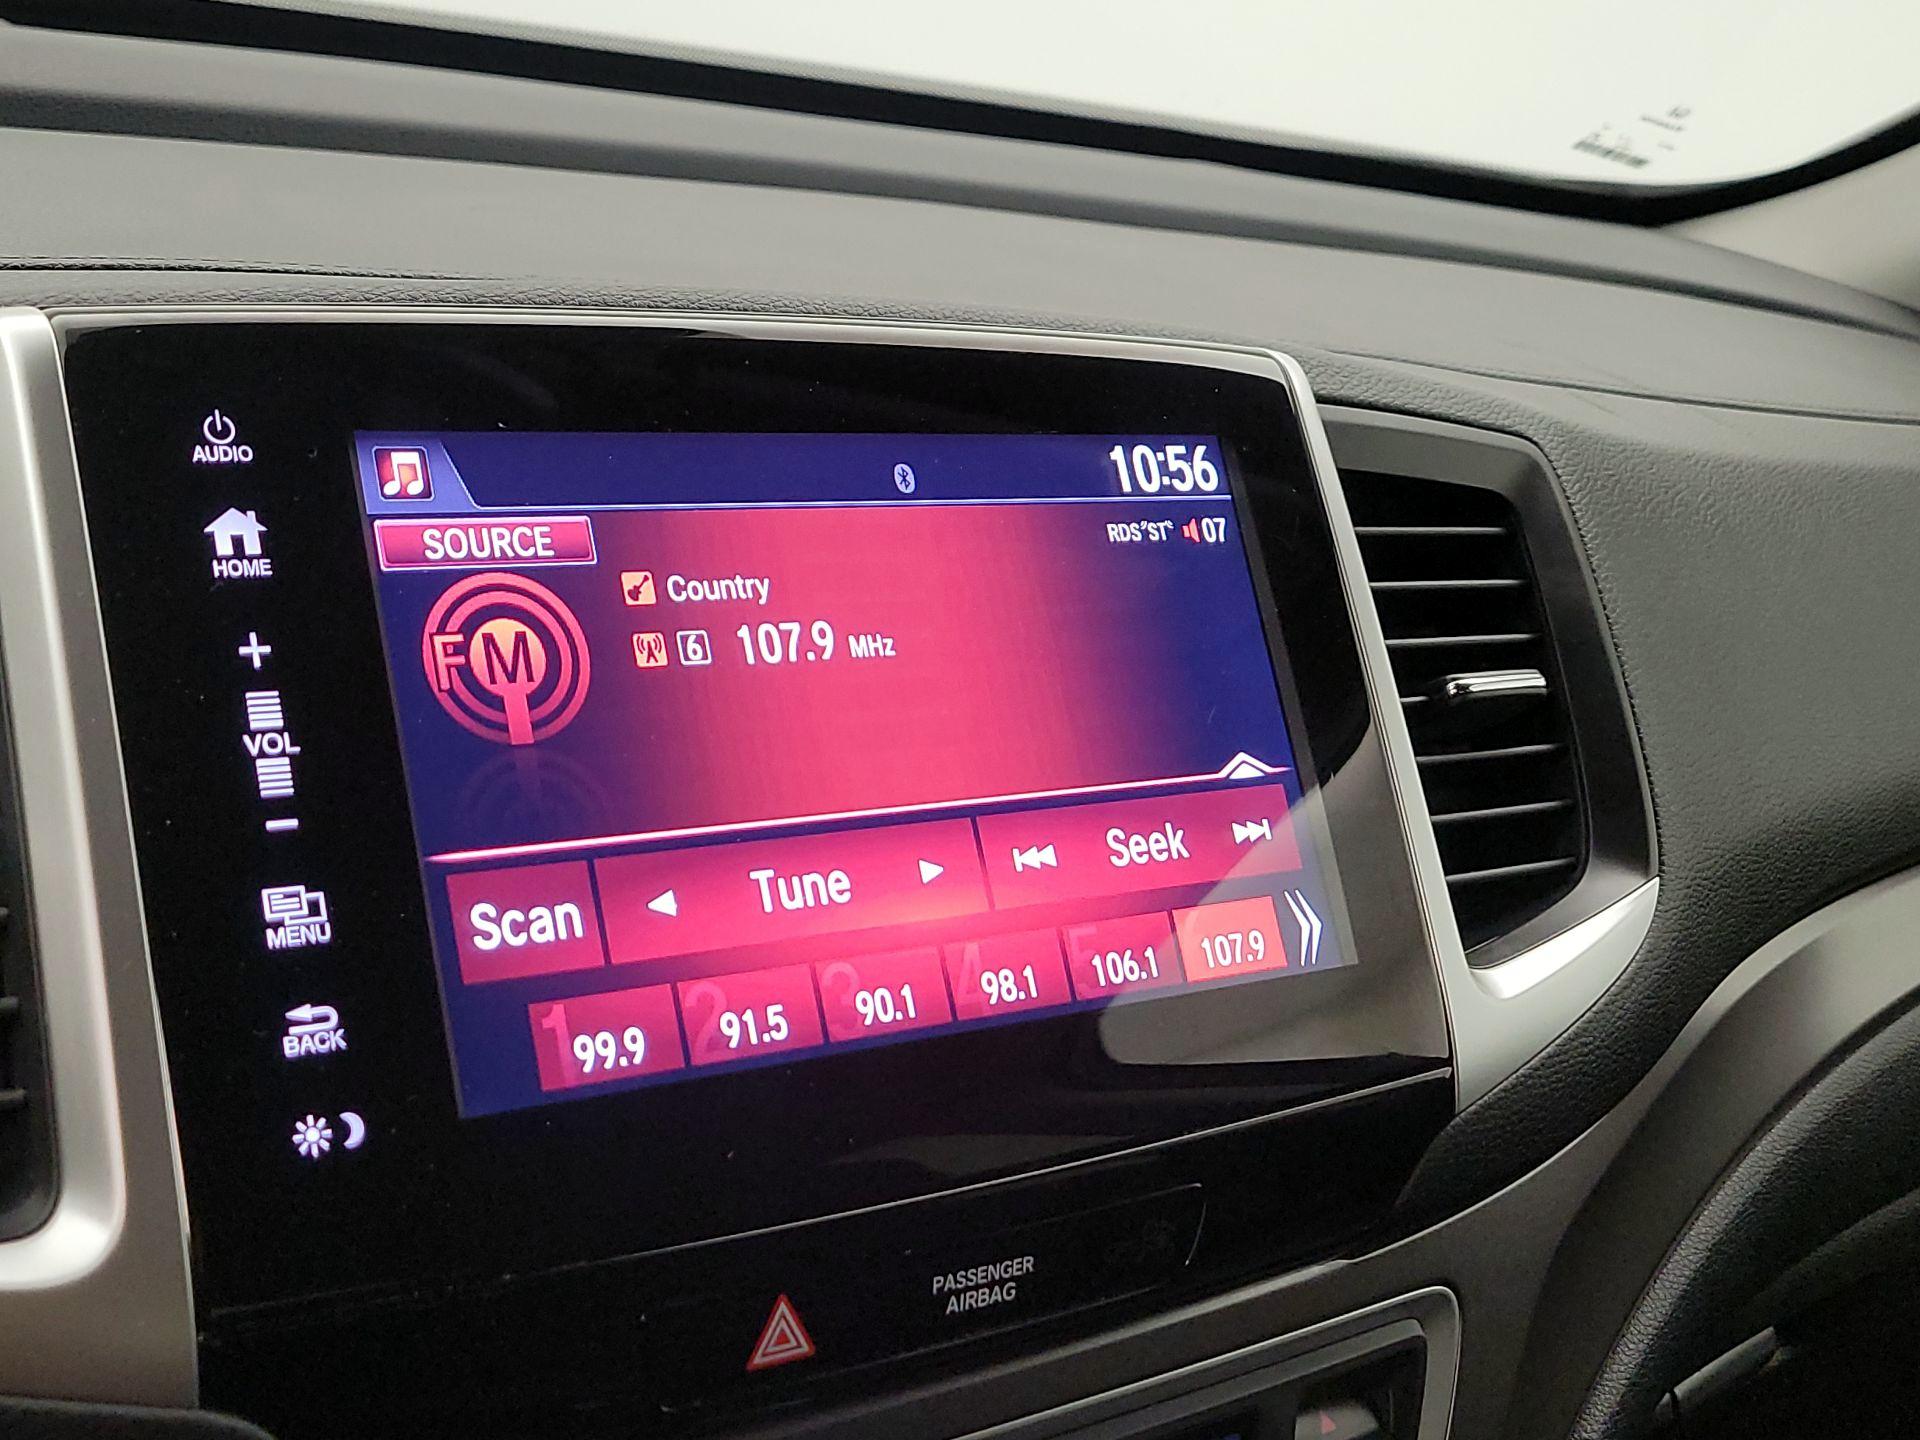 AUDIO
HOME
+
VOL
-
MENU
BACK
10:56
SOURCE
RDS ST 07
FM
Country
6 107.9 MHz
Scan
Tune
Seek
1 99.9
2 91.5
3 90.1
4 98.1
5 106.1
107.9
PASSENGER
AIRBAG